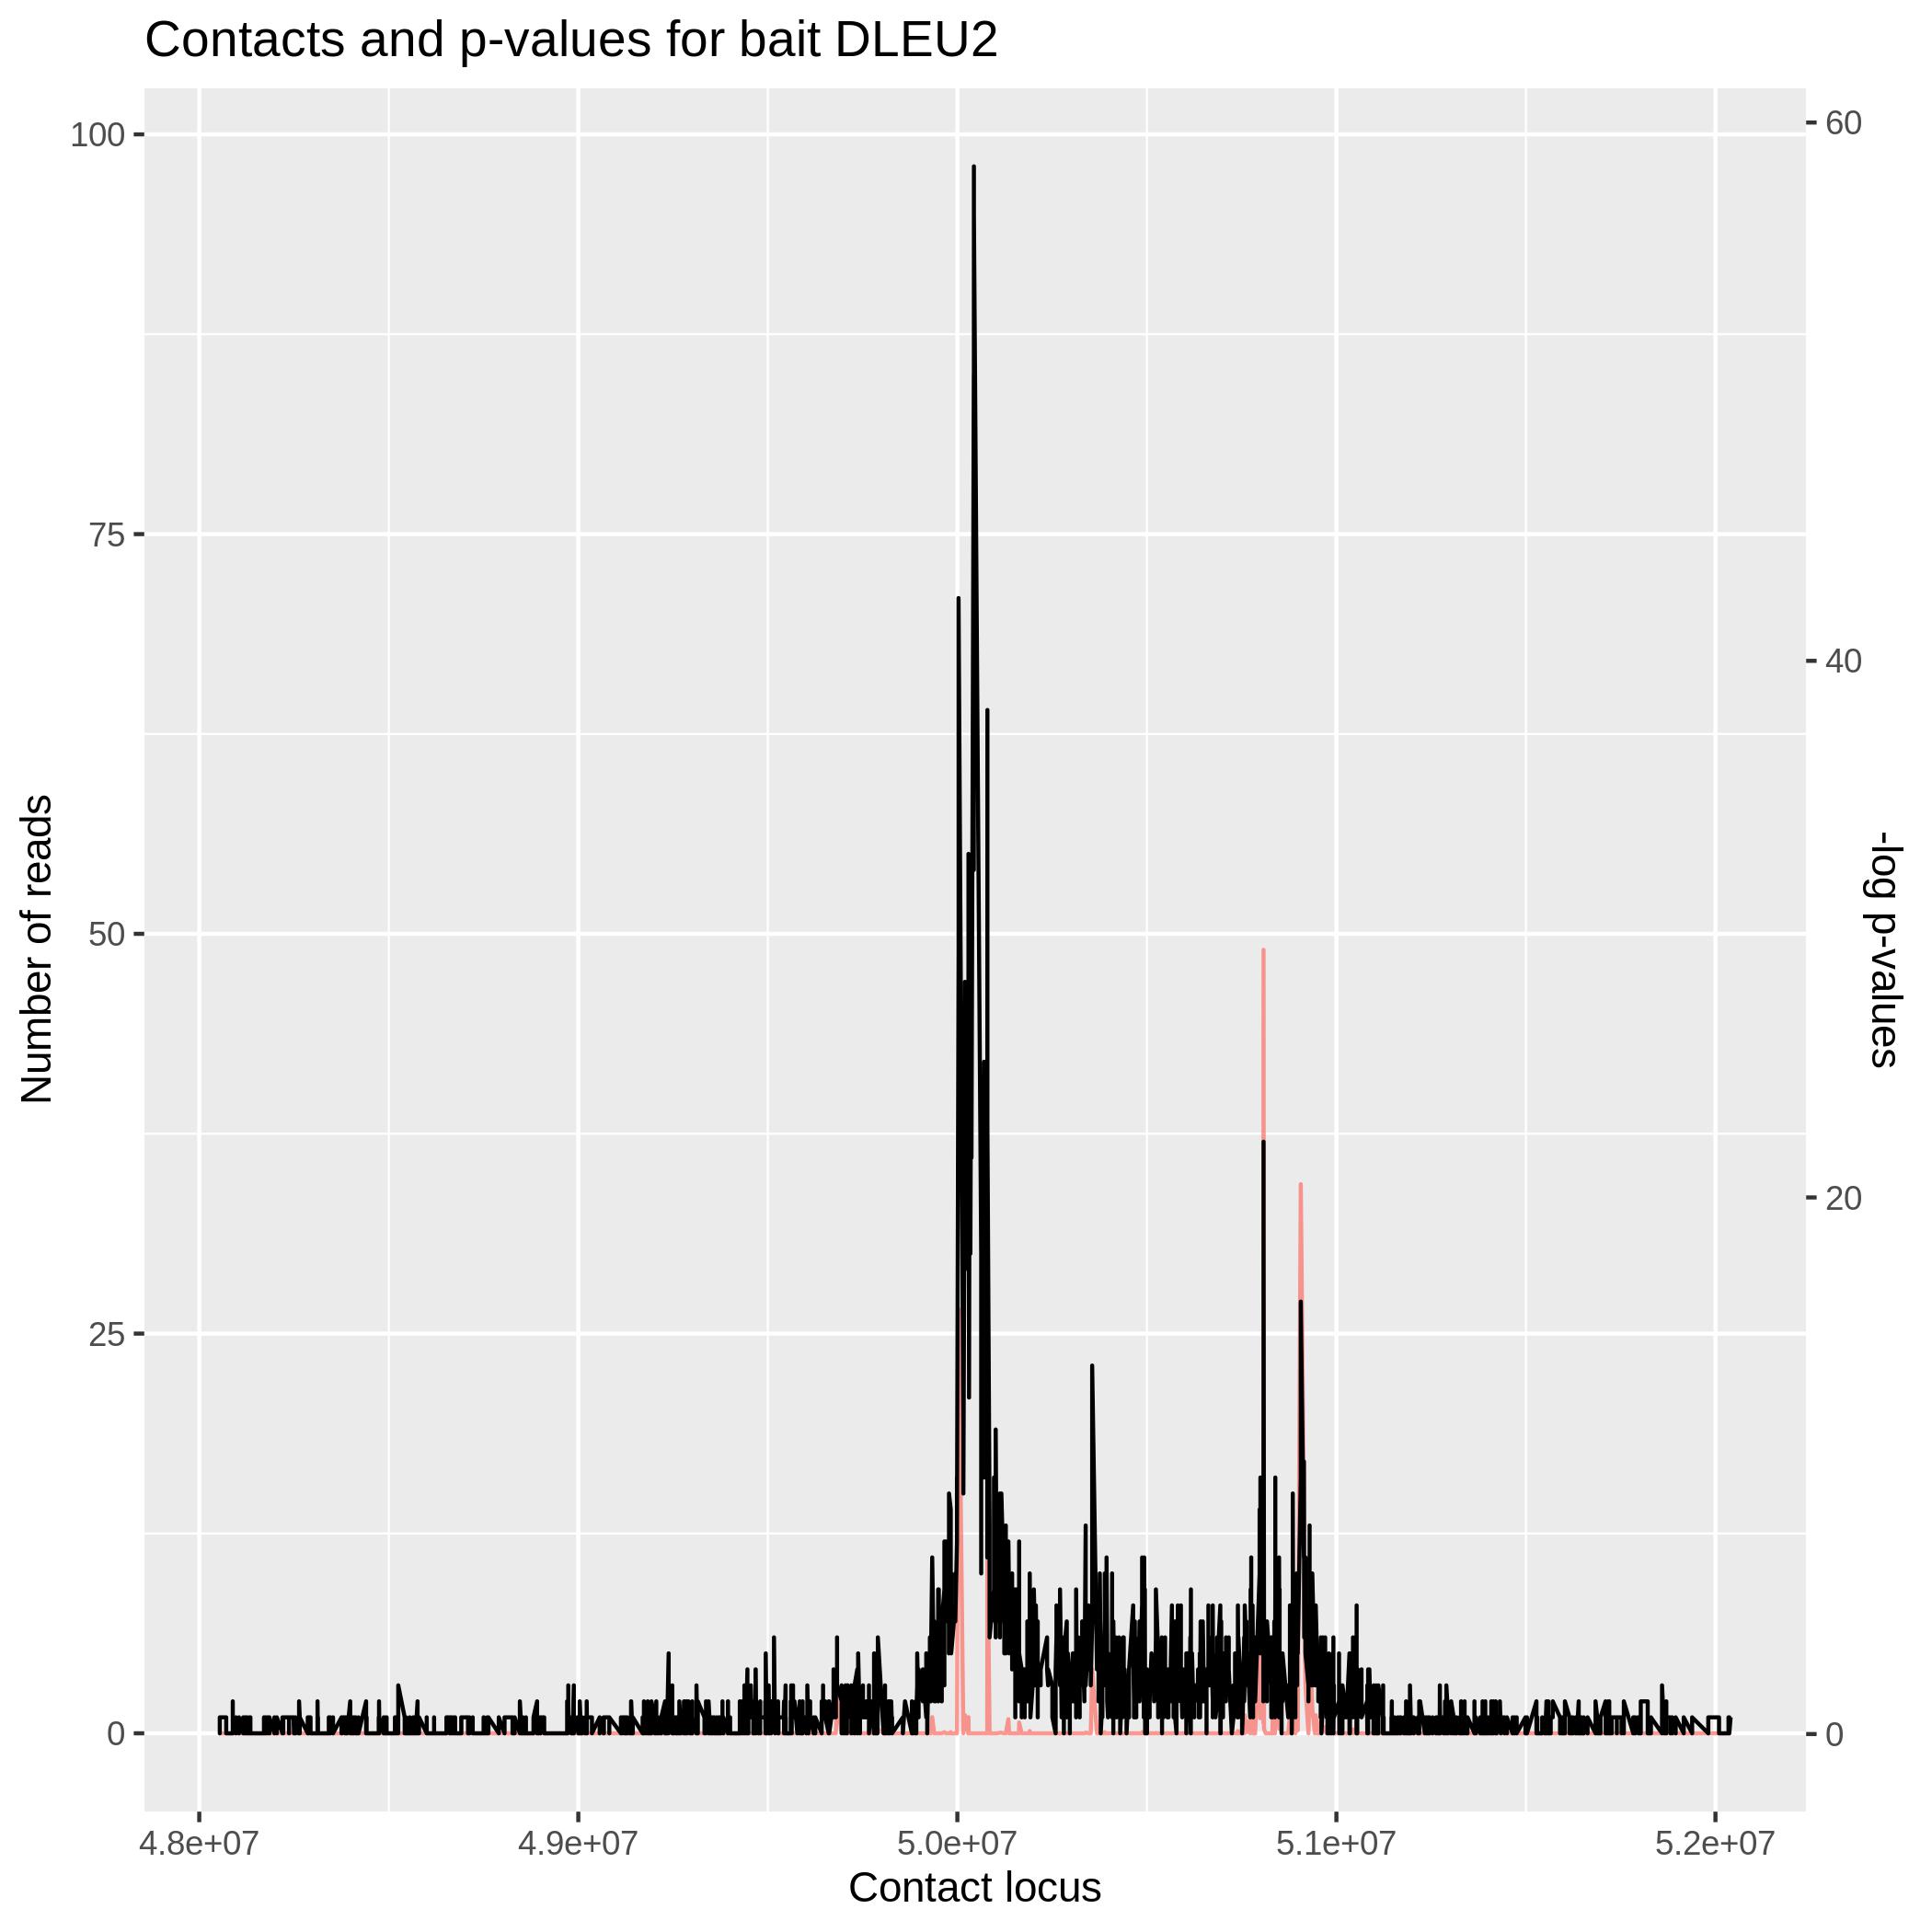 Contacts and p-values for bait DLEU2
100
75
50
25
0
Number of reads
60
40
20
0
-log p-values
4.8e+07 4.9e+07 5.0e+07 5.1e+07 5.2e+07
Contact locus